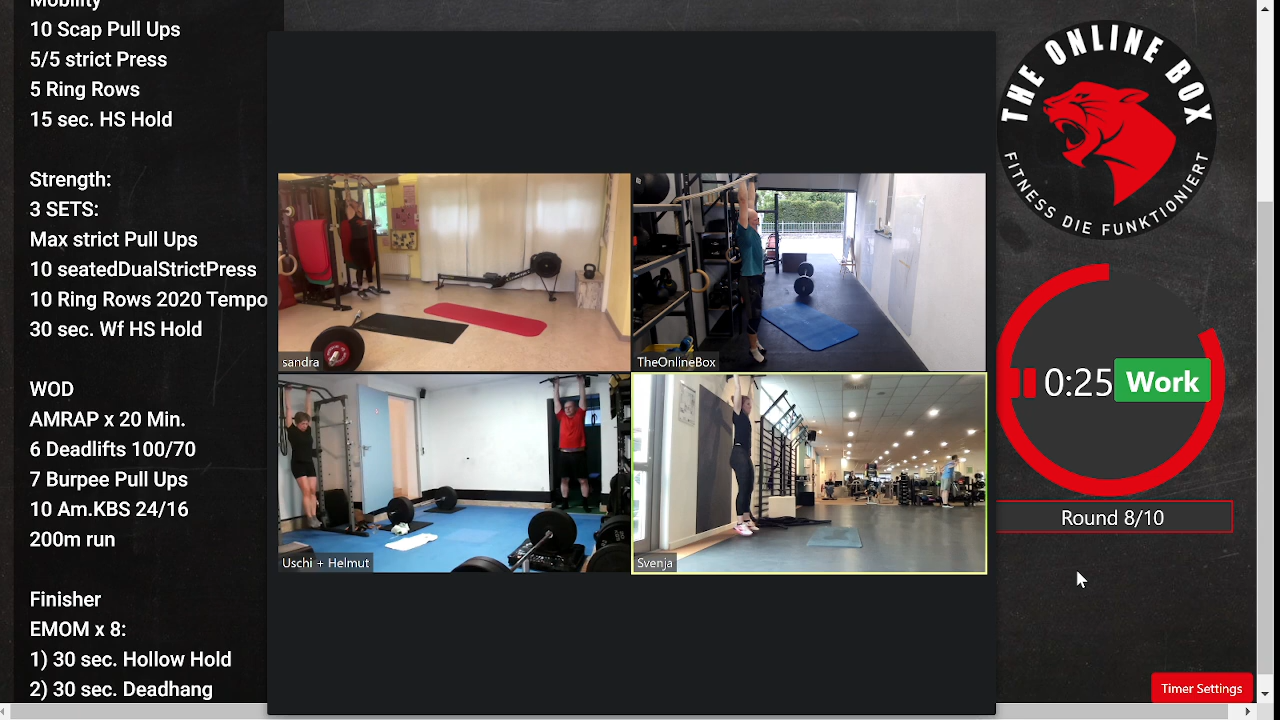 Mobility
10 Scap Pull Ups
5/5 strict Press
5 Ring Rows
15 sec. HS Hold
Strength:
3 SETS:
Max strict Pull Ups
10 seatedDualStrictPress
10 Ring Rows 2020 Tempo
30 sec. Wf HS Hold
WOD
AMRAP x 20 Min.
6 Deadlifts 100/70
7 Burpee Pull Ups
10 Am.KBS 24/16
200m run
Finisher
EMOM x 8:
1) 30 sec. Hollow Hold
2) 30 sec. Deadhang
sandra
TheOnlineBox
Uschi + Helmut
Svenja
THE ONLINE BOX
FITNESS DIE FUNKTIONIERT
0:25 Work
Round 8/10
Timer Settings